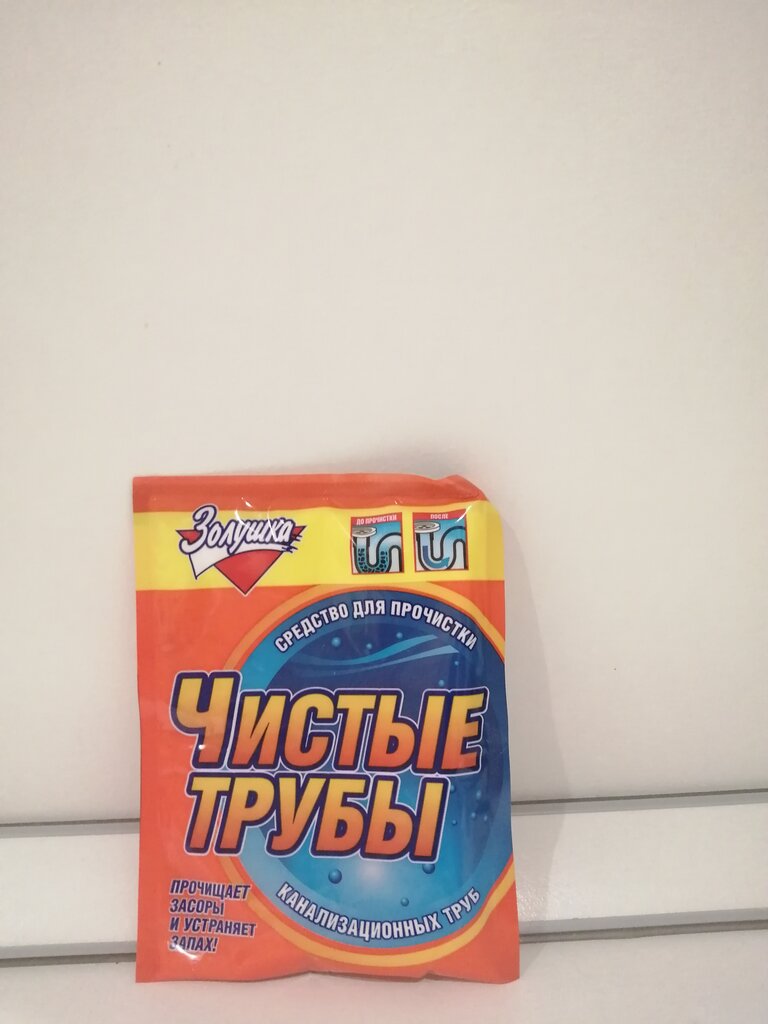 Золушка
ДО ПРОЧИСТКИ
ПОСЛЕ
СРЕДСТВО ДЛЯ ПРОЧИСТКИ
ЧИСТЫЕ
ТРУБЫ
КАНАЛИЗАЦИОННЫХ ТРУБ
ПРОЧИЩАЕТ
ЗАСОРЫ
И УСТРАНЯЕТ
ЗАПАХ!